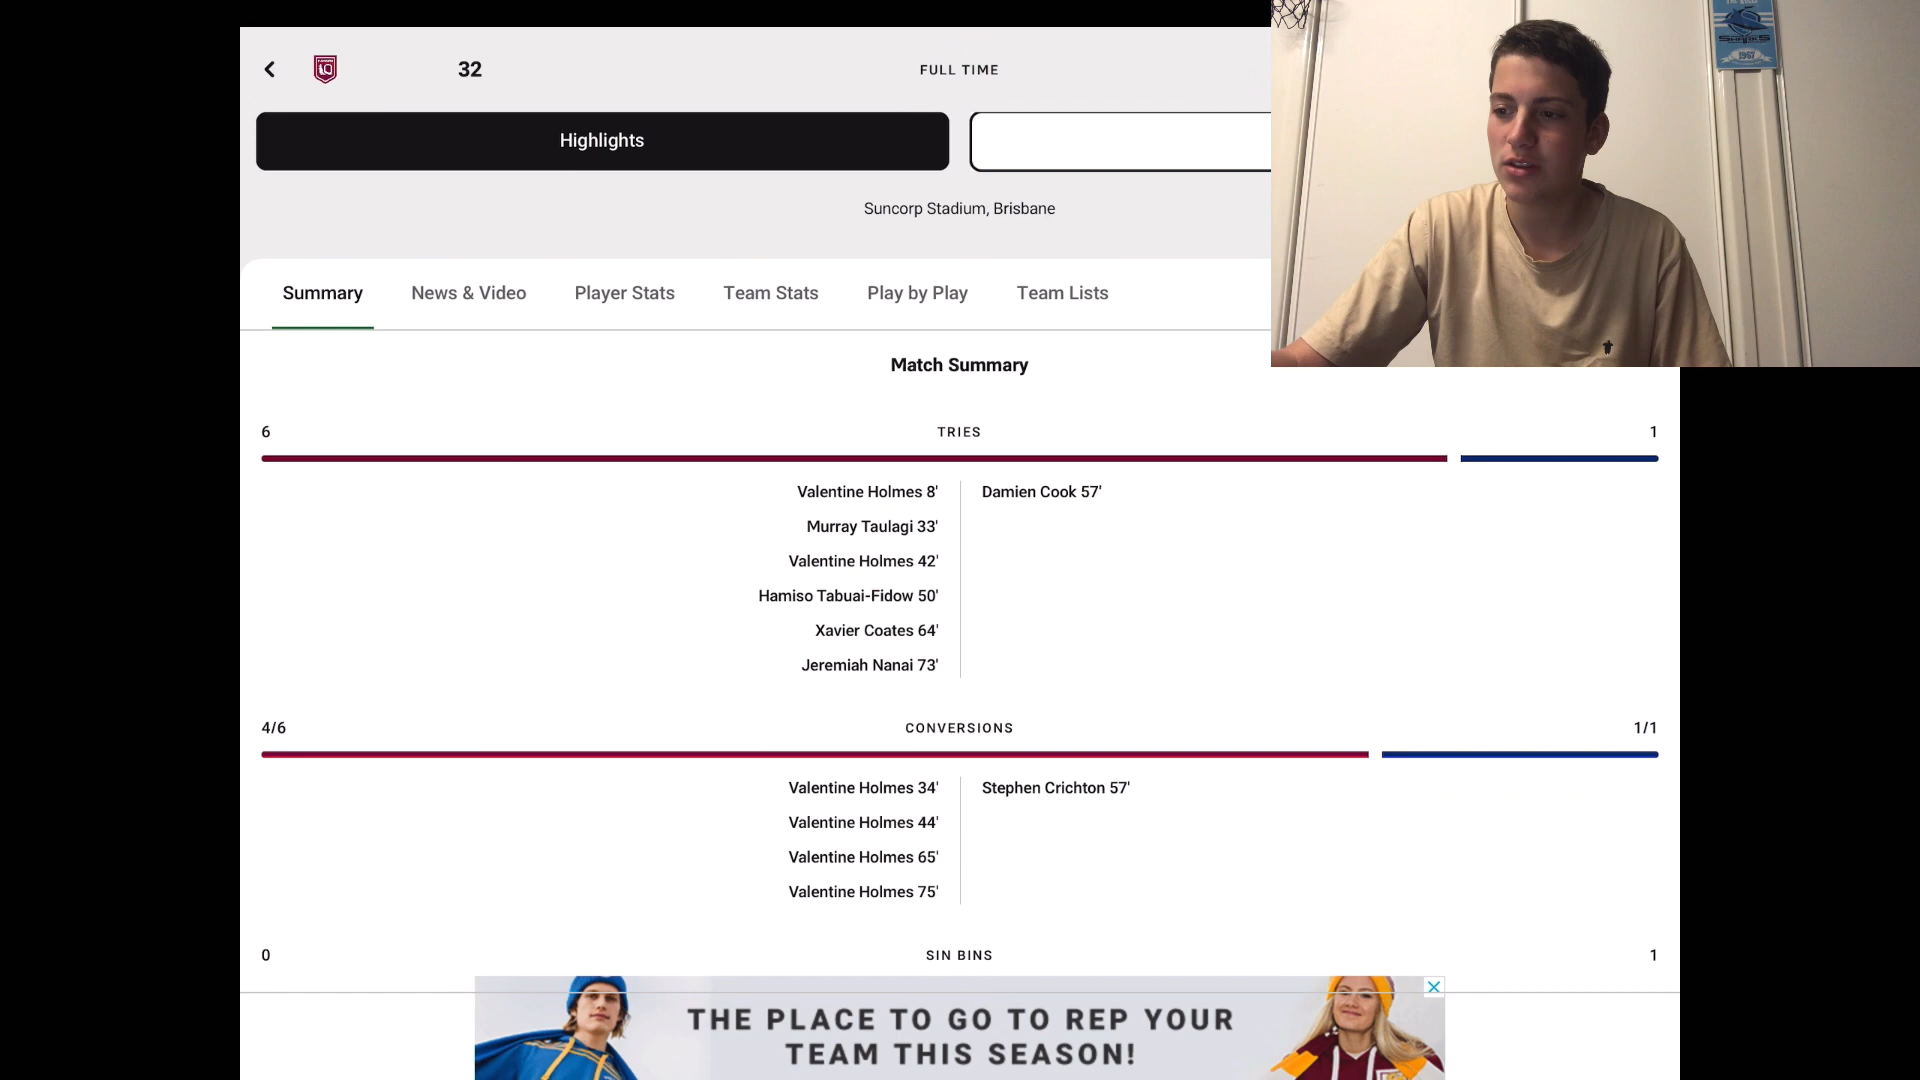 32
FULL TIME
Highlights
Suncorp Stadium, Brisbane
Summary
News & Video
Player Stats
Team Stats
Play by Play
Team Lists
Match Summary
6
TRIES
1
Valentine Holmes 8'
Damien Cook 57'
Murray Taulagi 33'
Valentine Holmes 42'
Hamiso Tabuai-Fidow 50'
Xavier Coates 64'
Jeremiah Nanai 73'
4/6
CONVERSIONS
1/1
Valentine Holmes 34'
Stephen Crichton 57'
Valentine Holmes 44'
Valentine Holmes 65'
Valentine Holmes 75'
0
SIN BINS
1
THE PLACE TO GO TO REP YOUR
TEAM THIS SEASON!
SHARKS
1967